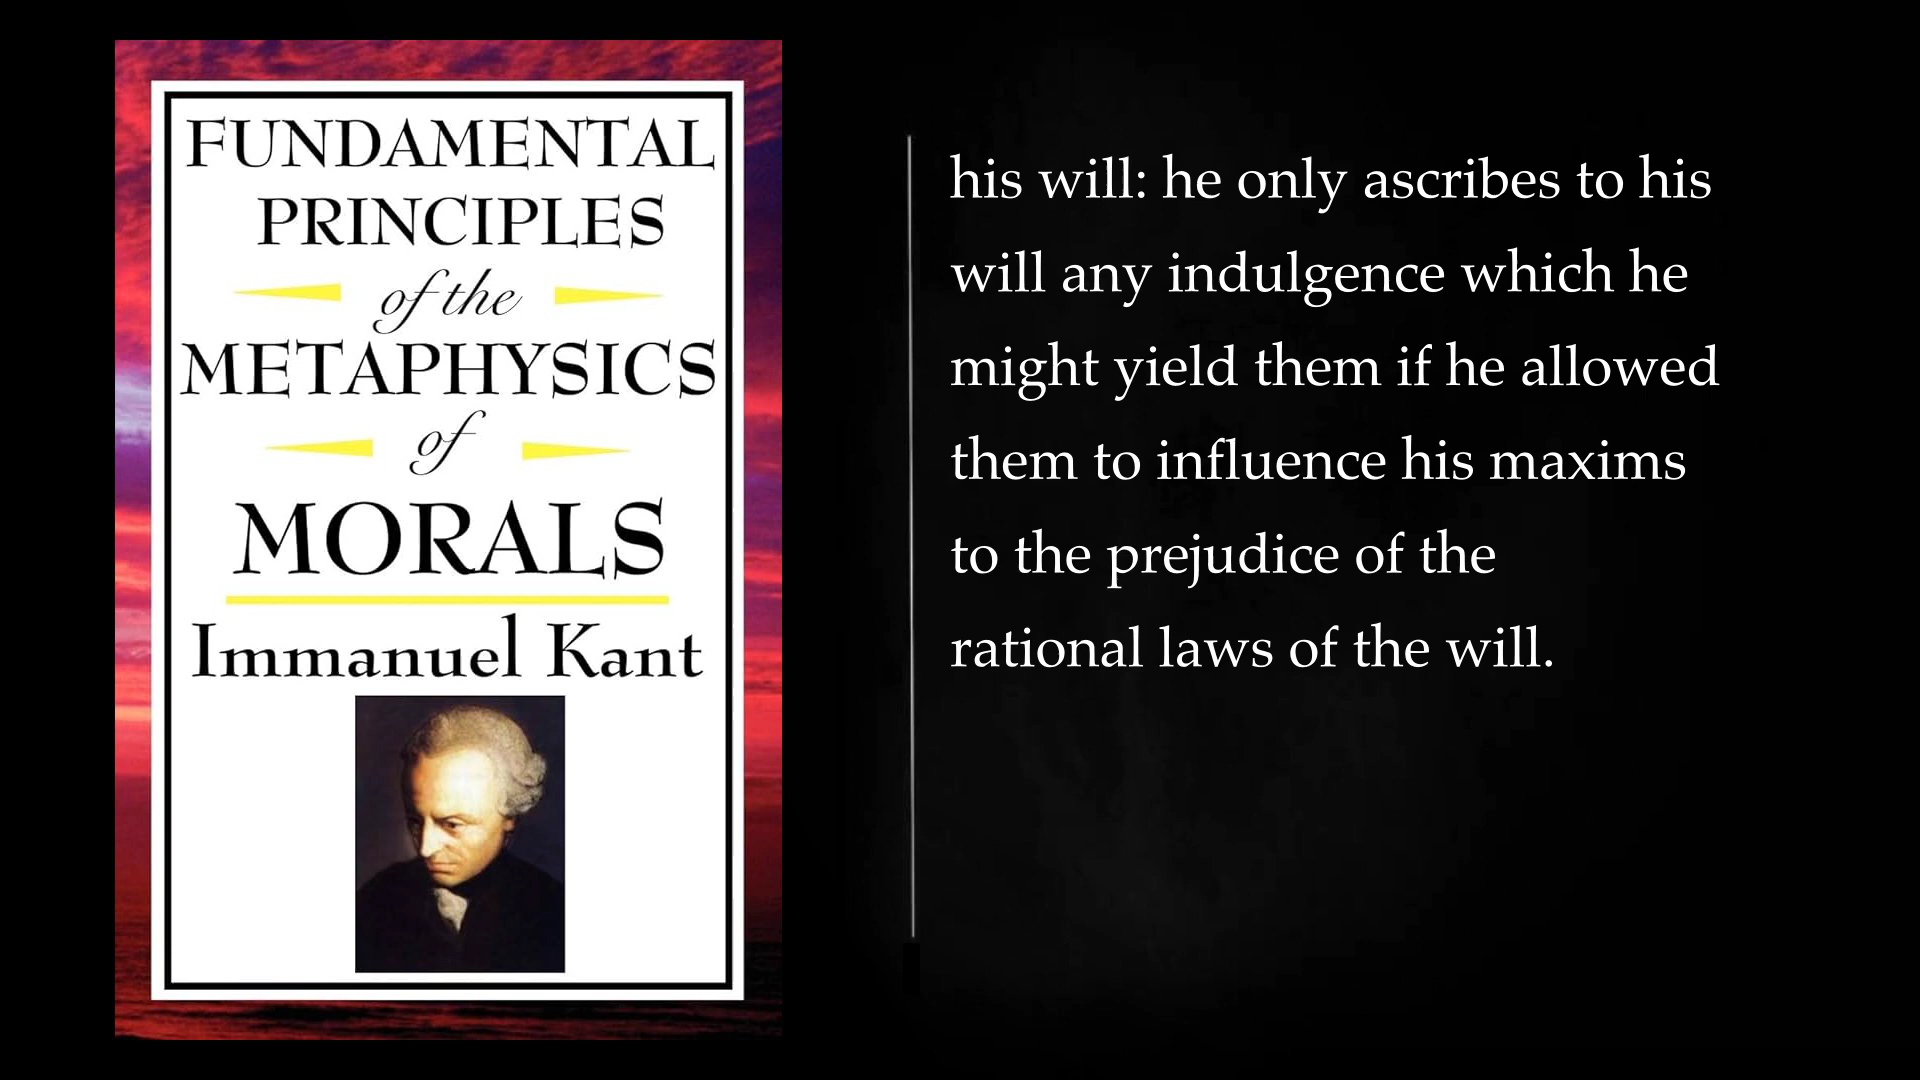 FUNDAMENTAL
PRINCIPLES
of the
METAPHYSICS
of
MORALS
Immanuel Kant
his will: he only ascribes to his
will any indulgence which he
might yield them if he allowed
them to influence his maxims
to the prejudice of the
rational laws of the will.